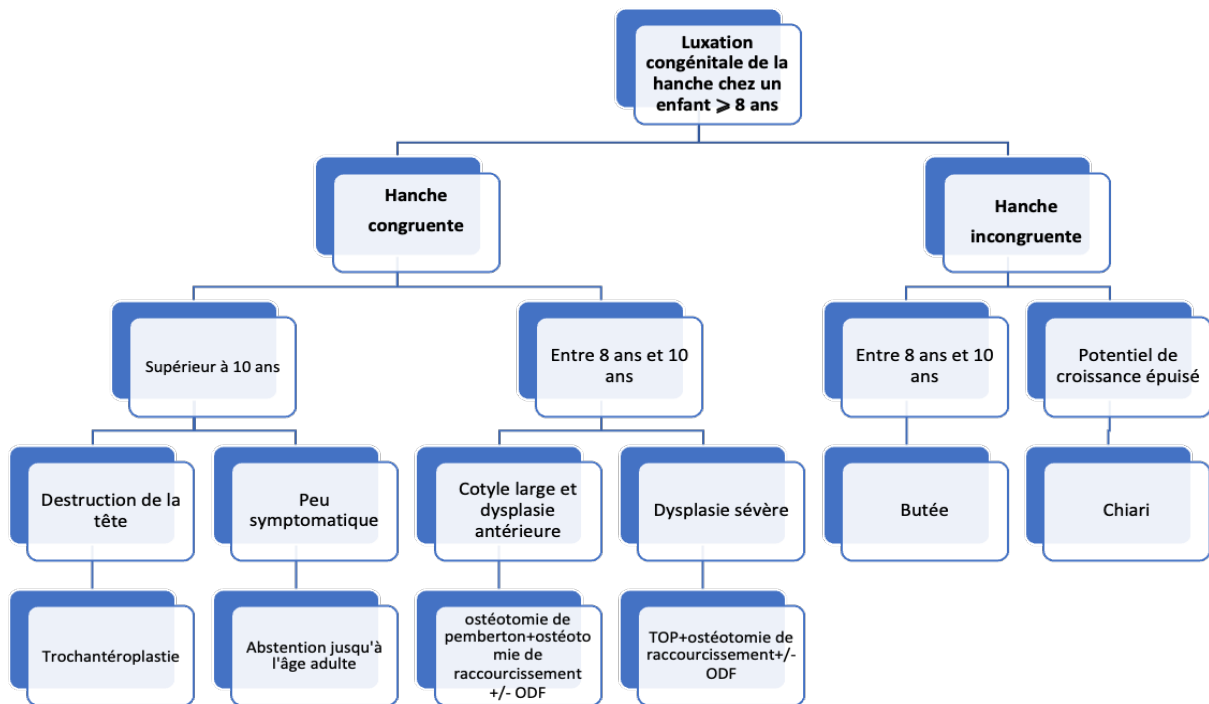 Luxation
congénitale de la
hanche chez un
enfant ⩾ 8 ans
Hanche
congruente
Hanche
incongruente
Supérieur à 10 ans
Entre 8 ans et 10
ans
Entre 8 ans et 10
ans
Potentiel de
croissance épuisé
Destruction de la
tête
Peu
symptomatique
Cotyle large et
dysplasie
antérieure
Dysplasie sévère
Butée
Chiari
Trochantéroplastie
Abstention jusqu'à
l'âge adulte
ostéotomie de
pemberton+ostéoto
mie de
raccourcissement
+/- ODF
TOP+ostéotomie de
raccourcissement+/-
ODF